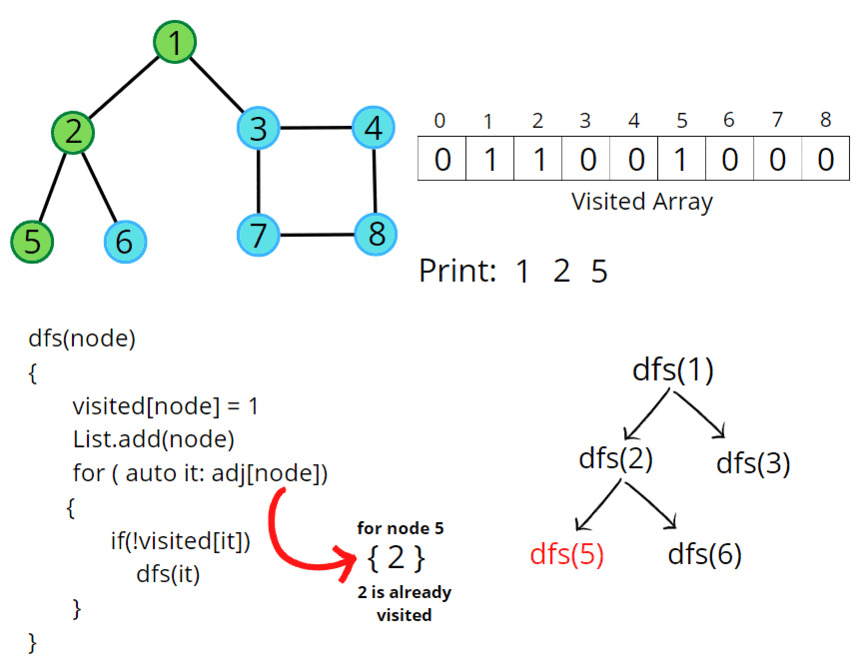 1
2
3
4
5
6
7
8
0 1 2 3 4 5 6 7 8
0 1 1 0 0 1 0 0 0
Visited Array
Print: 1 2 5
dfs(node)
{
visited[node] = 1
List.add(node)
for ( auto it: adj[node])
{
if(!visited[it])
dfs(it)
}
}
for node 5
{ 2 }
2 is already
visited
dfs(1)
dfs(2)
dfs(3)
dfs(5)
dfs(6)